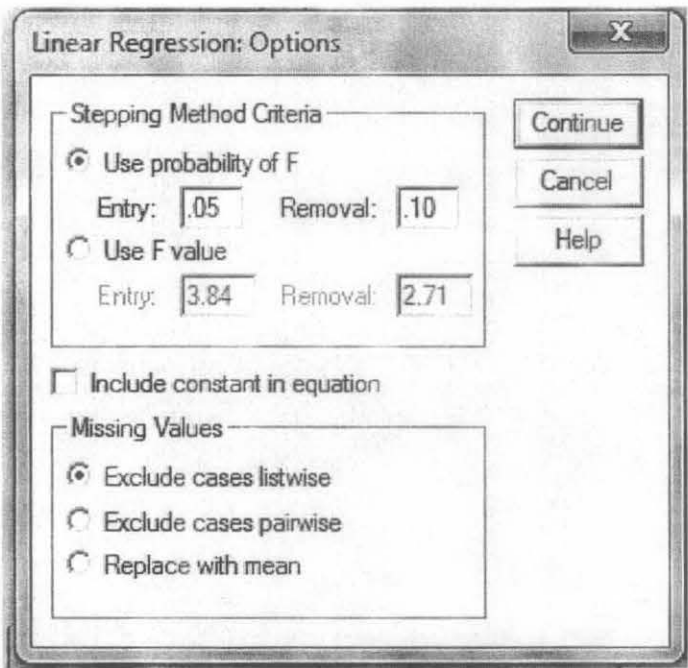 Linear Regression: Options
X
Stepping Method Criteria
Use probability of F
Entry: .05 Removal: .10
Use F value
Entry: 3.84 Removal: 2.71
Include constant in equation
Missing Values
Exclude cases listwise
Exclude cases pairwise
Replace with mean
Continue
Cancel
Help